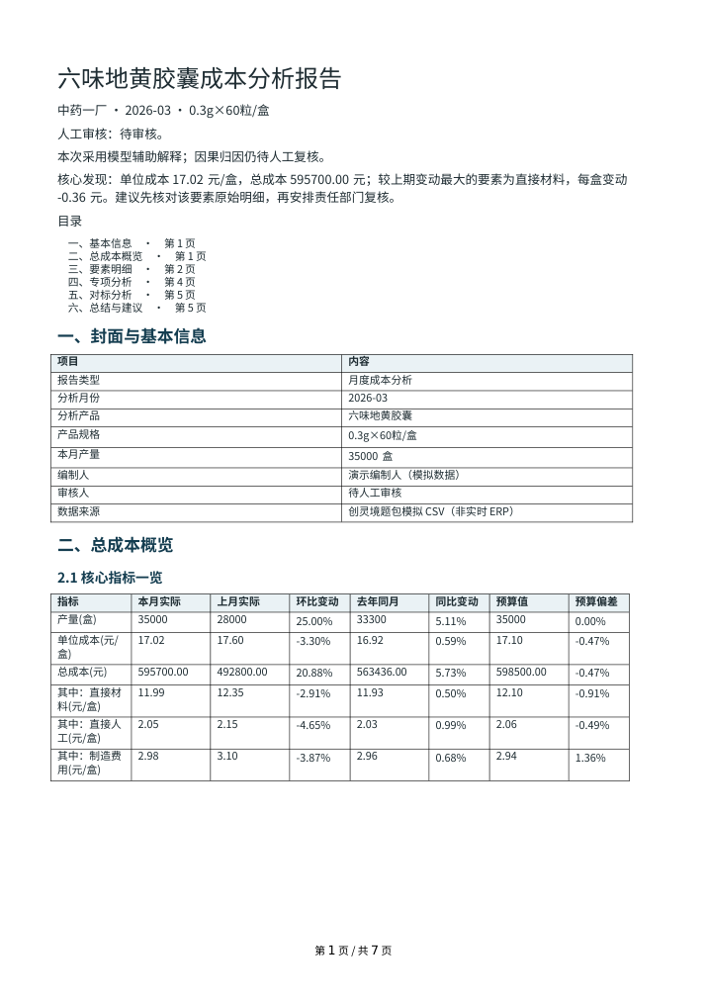 六味地黄胶囊成本分析报告
中药一厂 · 2026-03 · 0.3g×60粒/盒
人工审核：待审核。
本次采用模型辅助解释；因果归因仍待人工复核。
核心发现：单位成本 17.02 元/盒，总成本 595700.00 元；较上期变动最大的要素为直接材料，每盒变动
-0.36 元。建议先核对该要素原始明细，再安排责任部门复核。
目录
一、基本信息 · 第 1 页
二、总成本概览 · 第 1 页
三、要素明细 · 第 2 页
四、专项分析 · 第 4 页
五、对标分析 · 第 5 页
六、总结与建议 · 第 5 页
一、封面与基本信息
项目 内容
报告类型 月度成本分析
分析月份 2026-03
分析产品 六味地黄胶囊
产品规格 0.3g×60粒/盒
本月产量 35000 盒
编制人 演示编制人（模拟数据）
审核人 待人工审核
数据来源 创灵境题包模拟 CSV（非实时 ERP）
二、总成本概览
2.1 核心指标一览
指标 本月实际 上月实际 环比变动 去年同月 同比变动 预算值 预算偏差
产量(盒) 35000 28000 25.00% 33300 5.11% 35000 0.00%
单位成本(元/ 17.02 17.60 -3.30% 16.92 0.59% 17.10 -0.47%
盒)
总成本(元) 595700.00 492800.00 20.88% 563436.00 5.73% 598500.00 -0.47%
其中：直接材 11.99 12.35 -2.91% 11.93 0.50% 12.10 -0.91%
料(元/盒)
其中：直接人 2.05 2.15 -4.65% 2.03 0.99% 2.06 -0.49%
工(元/盒)
其中：制造费 2.98 3.10 -3.87% 2.96 0.68% 2.94 1.36%
用(元/盒)
第 1 页 / 共 7 页